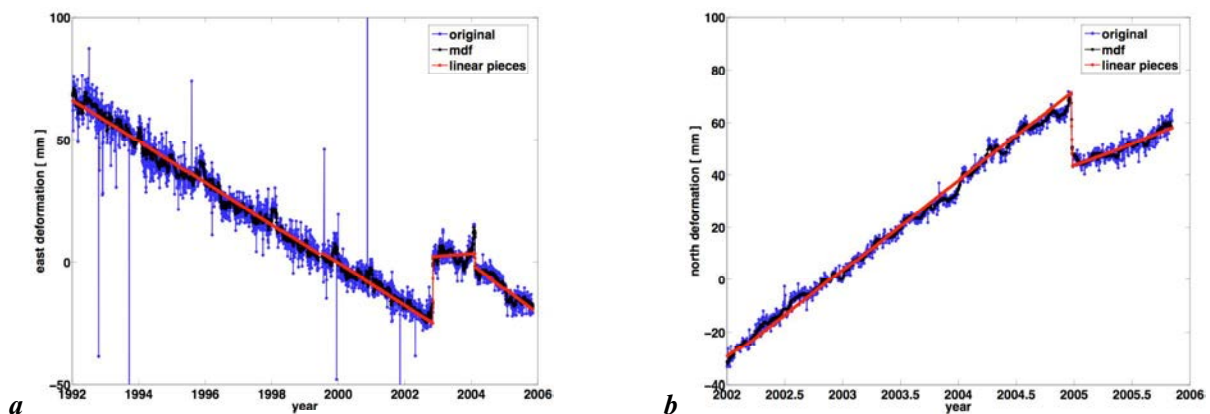 100
50
0
−50
east deformation [ mm]
1992 1994 1996 1998 2000 2002 2004 2006
year
original
mdf
linear pieces
a
100
80
60
40
20
0
−20
−40
north deformation [ mm]
2002 2002.5 2003 2003.5 2004 2004.5 2005 2005.5 2006
year
original
mdf
linear pieces
b